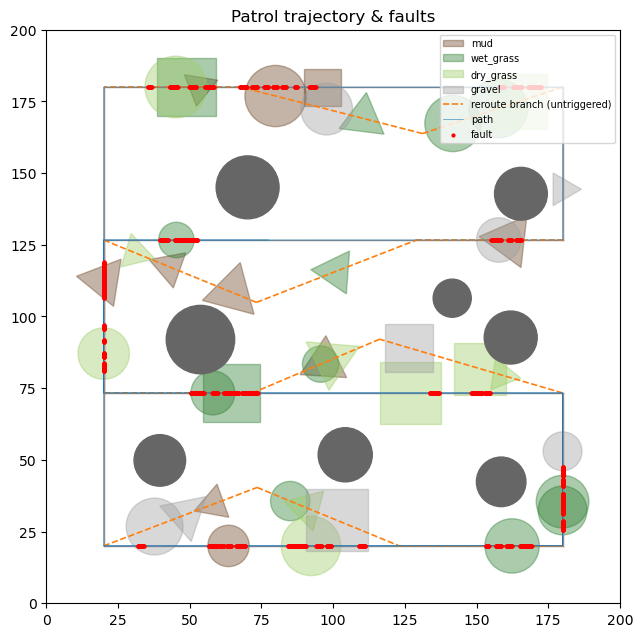 Patrol trajectory & faults
200
175
150
125
100
75
50
25
0
mud
wet_grass
dry_grass
gravel
reroute branch (untriggered)
path
fault
0
25
50
75
100
125
150
175
200